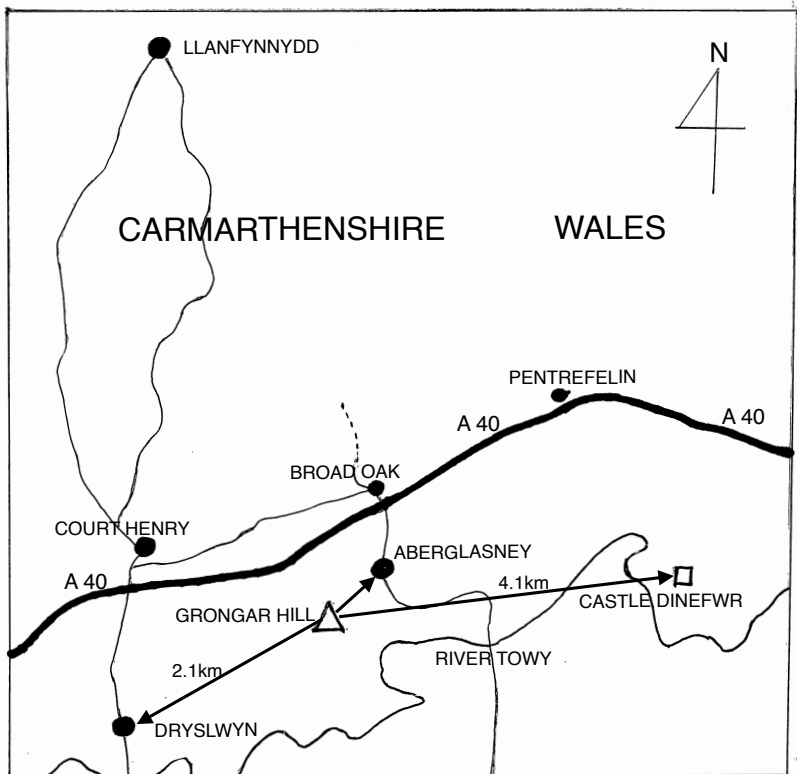 LLANFYNNYDD
N
CARMARTHENSHIRE WALES
PENTREFELIN
A 40
A 40
BROAD OAK
COURT HENRY
ABERGLASNEY
A 40
4.1km
CASTLE DINEFWR
GRONGAR HILL
RIVER TOWY
2.1km
DRYSLWYN